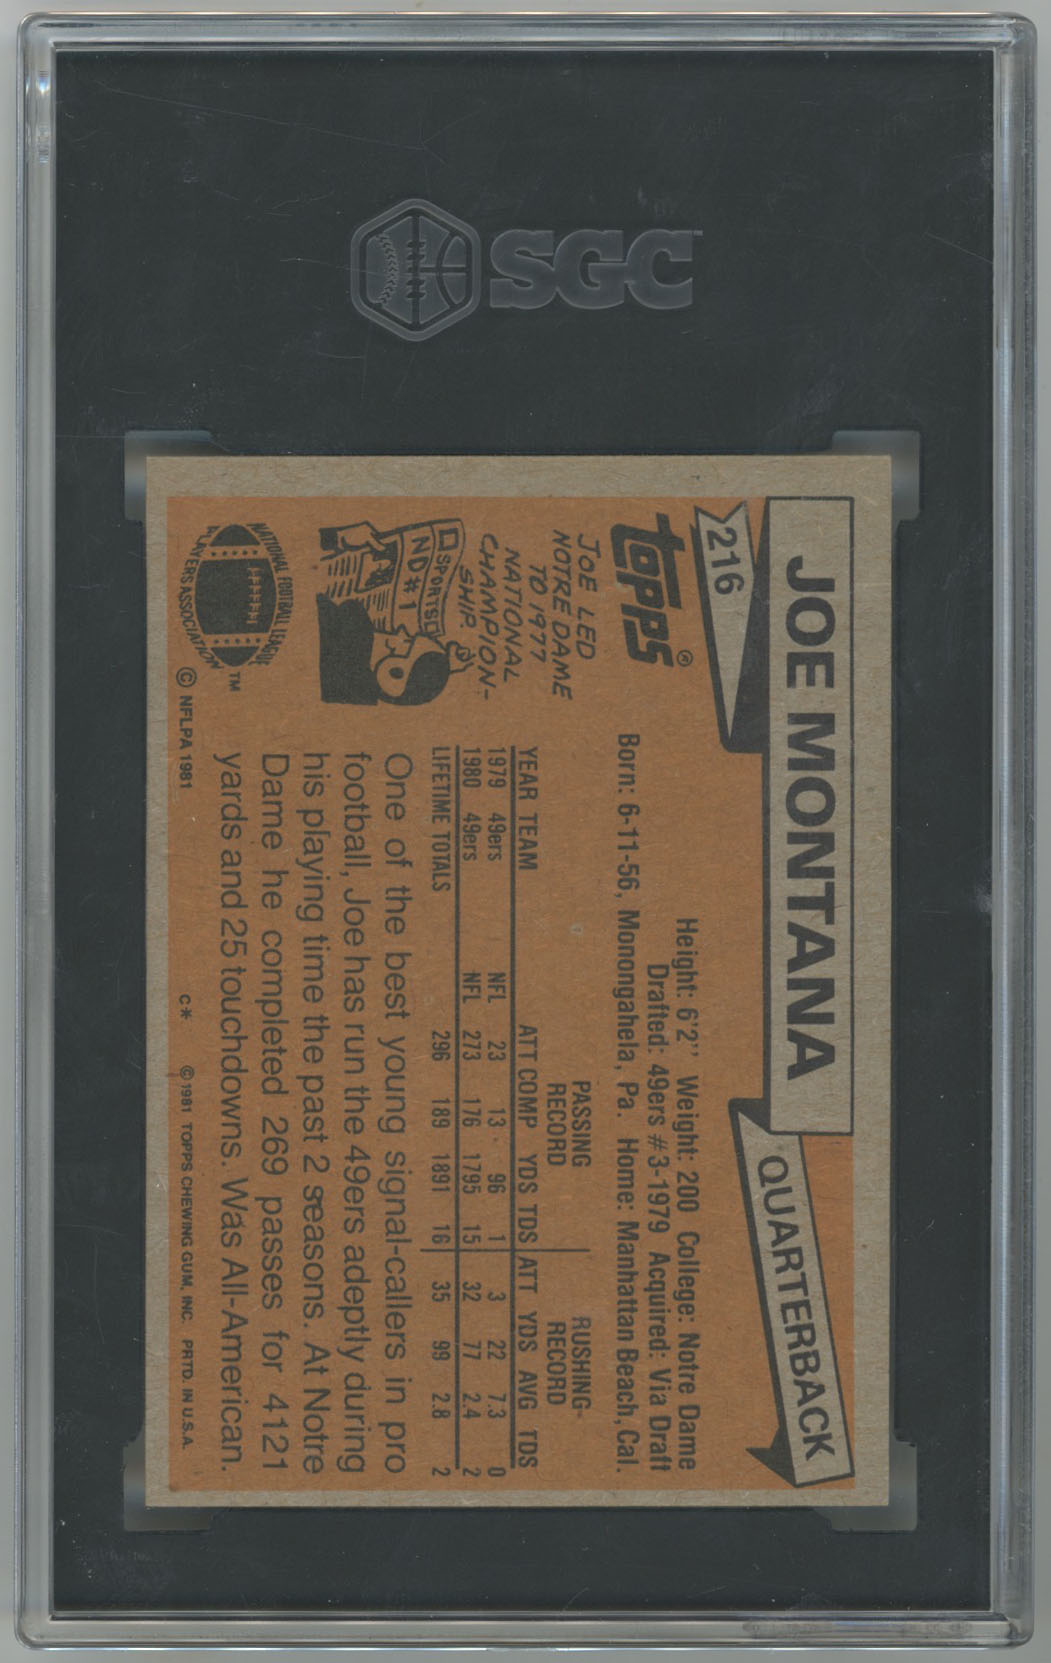 SGC
JOE MONTANA
216
QUARTERBACK
TOPPS®
Height: 6'2" Weight: 200 College: Notre Dame
Drafted: 49ers #3-1979 Acquired: Via Draft
Born: 6-11-56, Monongahela, Pa. Home: Manhattan Beach, Cal.
JOE LED
NOTRE DAME
TO 1977
NATIONAL
CHAMPION-
SHIP.
SPORTS
ND #1
PASSING RUSHING
RECORD RECORD
YEAR TEAM ATT COMP YDS TDS ATT YDS AVG TDS
1979 49ers NFL 23 13 96 1 3 22 7.3 0
1980 49ers NFL 273 176 1795 15 32 77 2.4 2
LIFETIME TOTALS 296 189 1891 16 35 99 2.8 2
One of the best young signal-callers in pro
football, Joe has run the 49ers adeptly during
his playing time the past 2 seasons. At Notre
Dame he completed 269 passes for 4121
yards and 25 touchdowns. Was All-American.
NATIONAL FOOTBALL LEAGUE
PLAYERS ASSOCIATION
TM
© NFLPA 1981
C* © 1981 TOPPS CHEWING GUM, INC. PRTD. IN U.S.A.